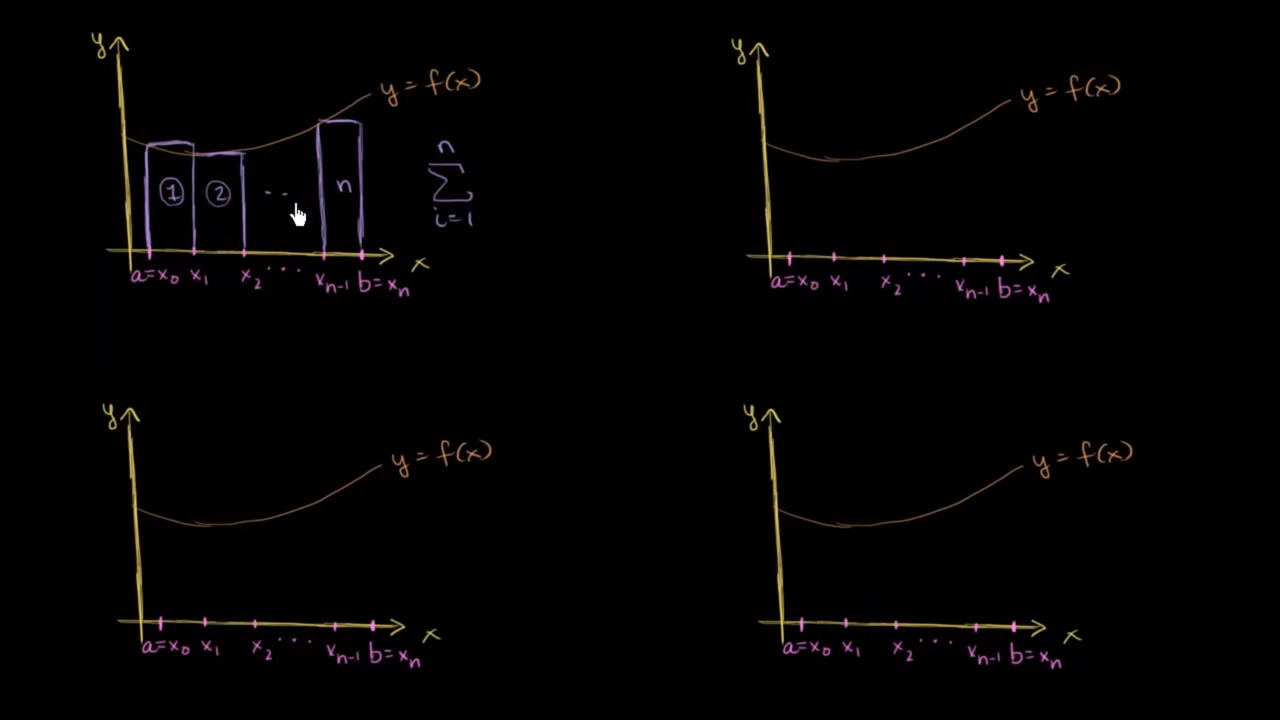 y
y = f(x)
① ② ... n
n
∑
i=1
x
a=x₀ x₁ x₂ ... xₙ₋₁ b=xₙ
y
y = f(x)
x
a=x₀ x₁ x₂ ... xₙ₋₁ b=xₙ
y
y = f(x)
x
a=x₀ x₁ x₂ ... xₙ₋₁ b=xₙ
y
y = f(x)
x
a=x₀ x₁ x₂ ... xₙ₋₁ b=xₙ